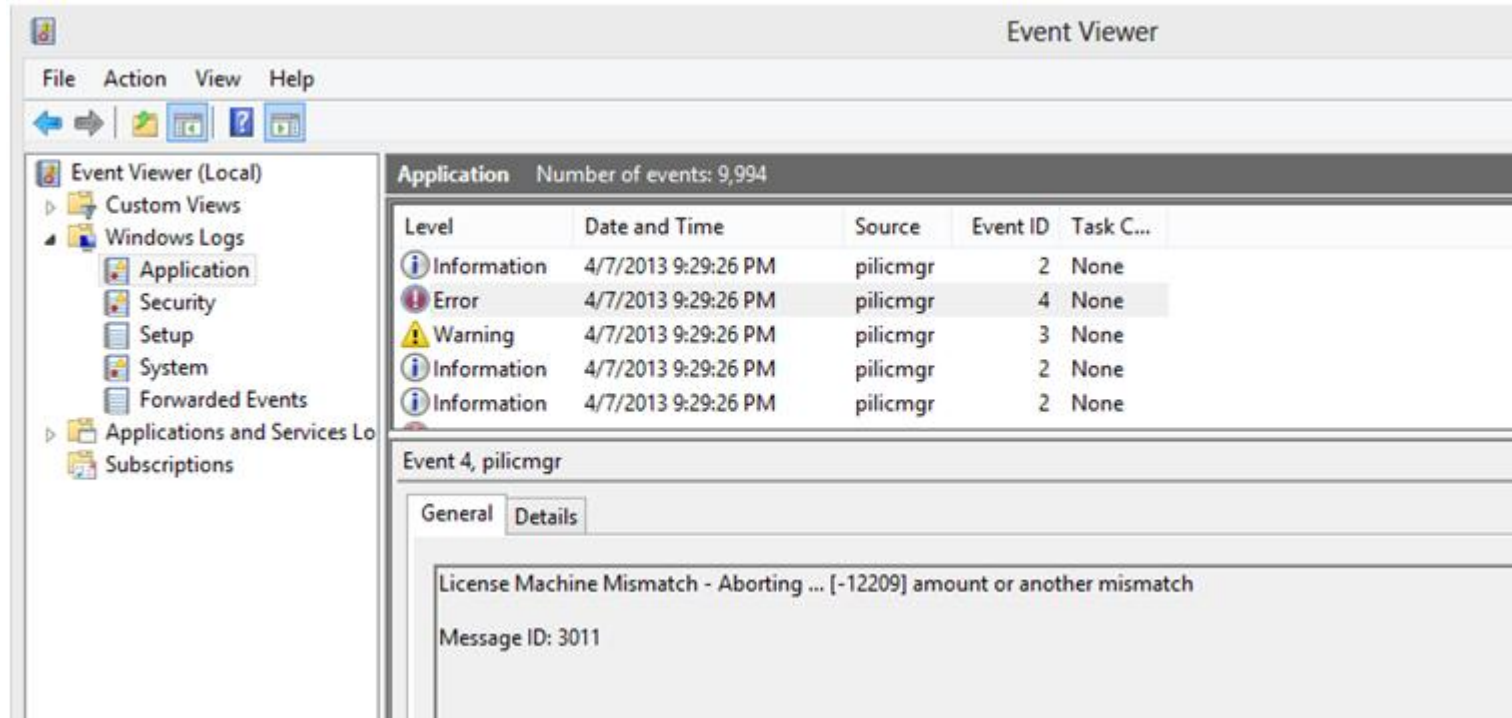 Event Viewer
File Action View Help
Event Viewer (Local)
Custom Views
Windows Logs
Application
Security
Setup
System
Forwarded Events
Applications and Services Lo
Subscriptions
Application Number of events: 9,994
Level Date and Time Source Event ID Task C...
Information 4/7/2013 9:29:26 PM pilicmgr 2 None
Error 4/7/2013 9:29:26 PM pilicmgr 4 None
Warning 4/7/2013 9:29:26 PM pilicmgr 3 None
Information 4/7/2013 9:29:26 PM pilicmgr 2 None
Information 4/7/2013 9:29:26 PM pilicmgr 2 None
Event 4, pilicmgr
General Details
License Machine Mismatch - Aborting ... [-12209] amount or another mismatch
Message ID: 3011